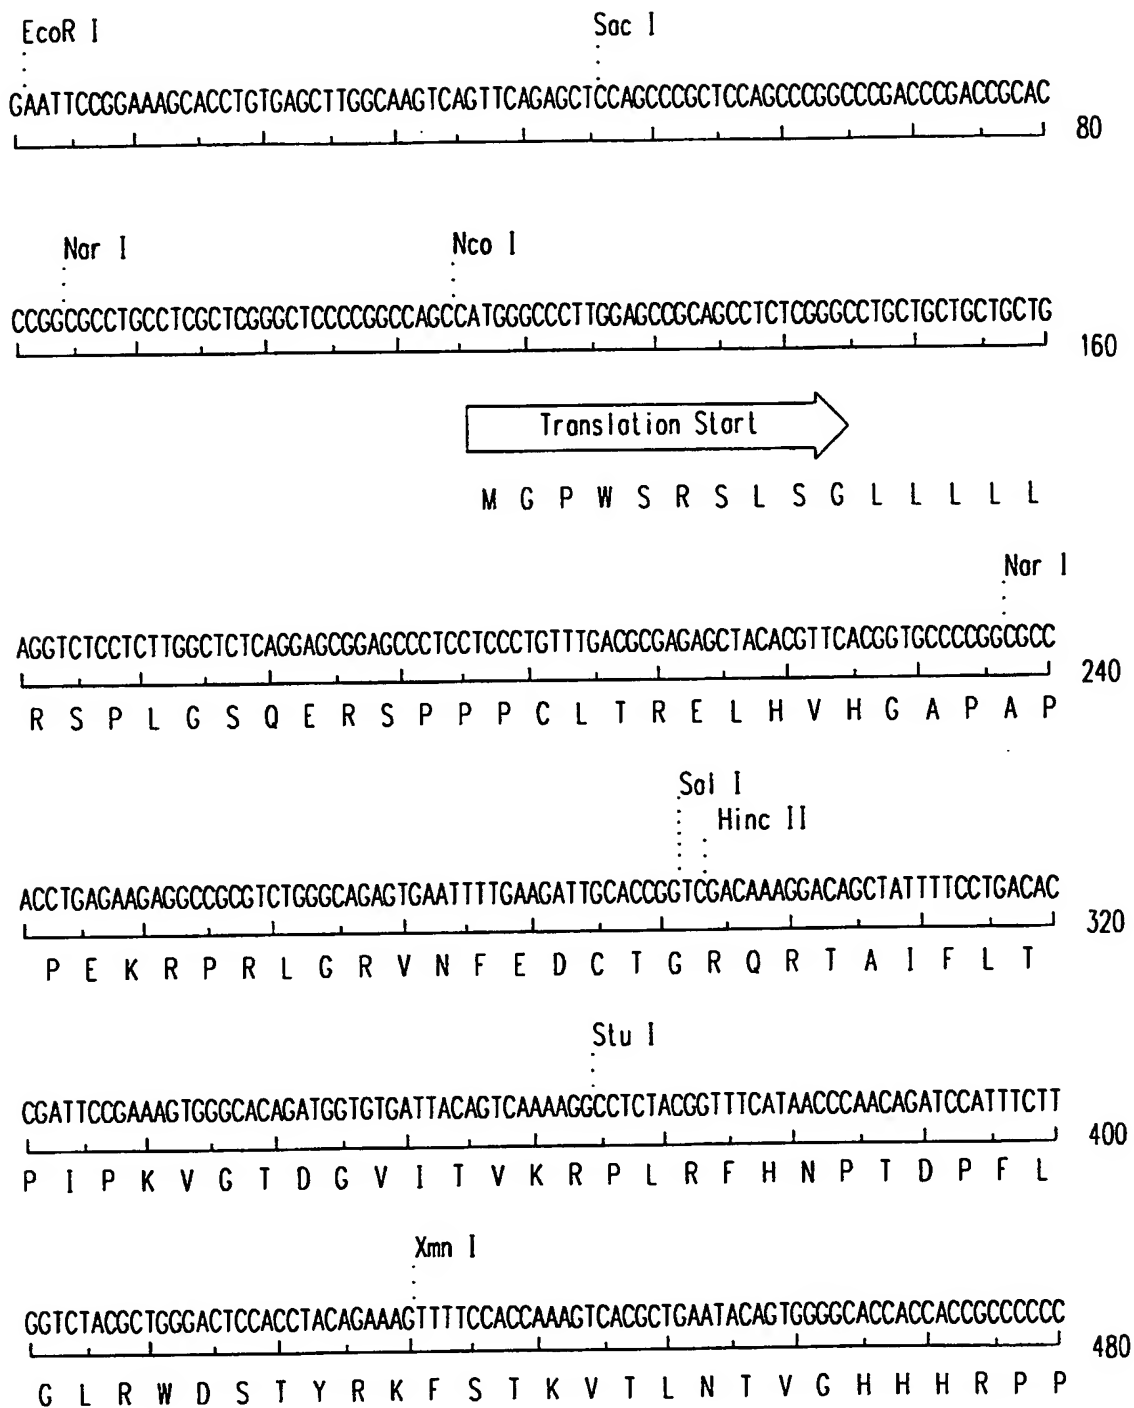 EcoR I
Sac I
GAATTCCGGAAAGCACCTGTGAGCTTGGCAAGTCAGTTCAGAGCTCCAGCCCGCTCCAGCCCGGCCCGACCCGACCGCAC
80
Nar I
Nco I
CCGGCGCCTGCCTCGCTCGGGCTCCCCGGCCAGCCATGGGCCCTTGGAGCCGCAGCCTCTCGGGCCTGCTGCTGCTGCTG
160
Translation Start
M G P W S R S L S G L L L L L
Nar I
AGGTCTCCTCTTGGCTCTCAGGAGCGGAGCCCTCCTCCCTGTTTGACGCGAGAGCTACACGTTCACGGTGCCCCGGCGCC
240
R S P L G S Q E R S P P P C L T R E L H V H G A P A P
Sal I
Hinc II
ACCTGAGAAGAGGCCGCGTCTGGGCAGAGTGAATTTTGAAGATTGCACCGGTCGACAAAGGACAGCTATTTTCCTGACAC
320
P E K R P R L G R V N F E D C T G R Q R T A I F L T
Stu I
CGATTCCGAAAGTGGGCACAGATGGTGTGATTACAGTCAAAAGGCCTCTACGGTTTCATAACCCAACAGATCCATTTCTT
400
P I P K V G T D G V I T V K R P L R F H N P T D P F L
Xmn I
GGTCTACGCTGGGACTCCACCTACAGAAAGTTTTCCACCAAAGTCACGCTGAATACAGTGGGGCACCACCACCGCCCCCC
480
G L R W D S T Y R K F S T K V T L N T V G H H H R P P